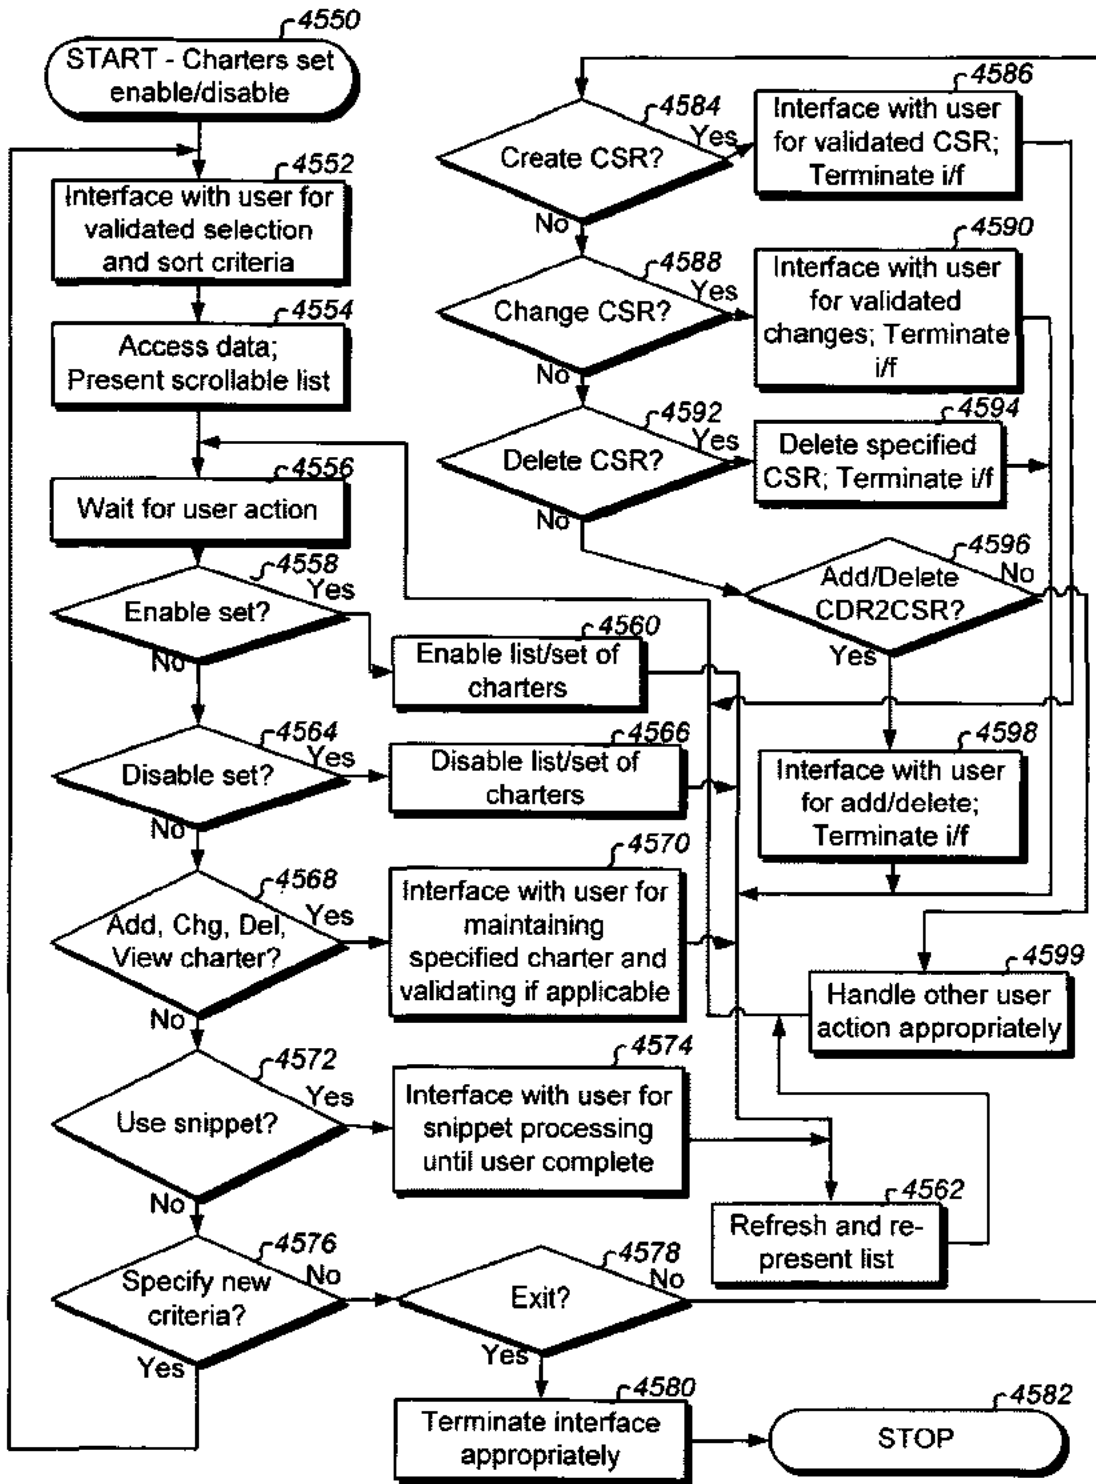 4550
START - Charters set
enable/disable
4552
Interface with user for
validated selection
and sort criteria
4554
Access data;
Present scrollable list
4556
Wait for user action
4558
Enable set?
Yes
No
4560
Enable list/set of
charters
4564
Disable set?
Yes
No
4566
Disable list/set of
charters
4568
Add, Chg, Del,
View charter?
Yes
No
4570
Interface with user for
maintaining
specified charter and
validating if applicable
4572
Use snippet?
Yes
No
4574
Interface with user for
snippet processing
until user complete
4576
Specify new
criteria?
No
Yes
4578
Exit?
No
Yes
4580
Terminate interface
appropriately
4582
STOP
4584
Create CSR?
Yes
No
4586
Interface with user
for validated CSR;
Terminate i/f
4588
Change CSR?
Yes
No
4590
Interface with user
for validated
changes; Terminate
i/f
4592
Delete CSR?
Yes
No
4594
Delete specified
CSR; Terminate i/f
4596
Add/Delete
CDR2CSR?
No
Yes
4598
Interface with user
for add/delete;
Terminate i/f
4599
Handle other user
action appropriately
4562
Refresh and re-
present list